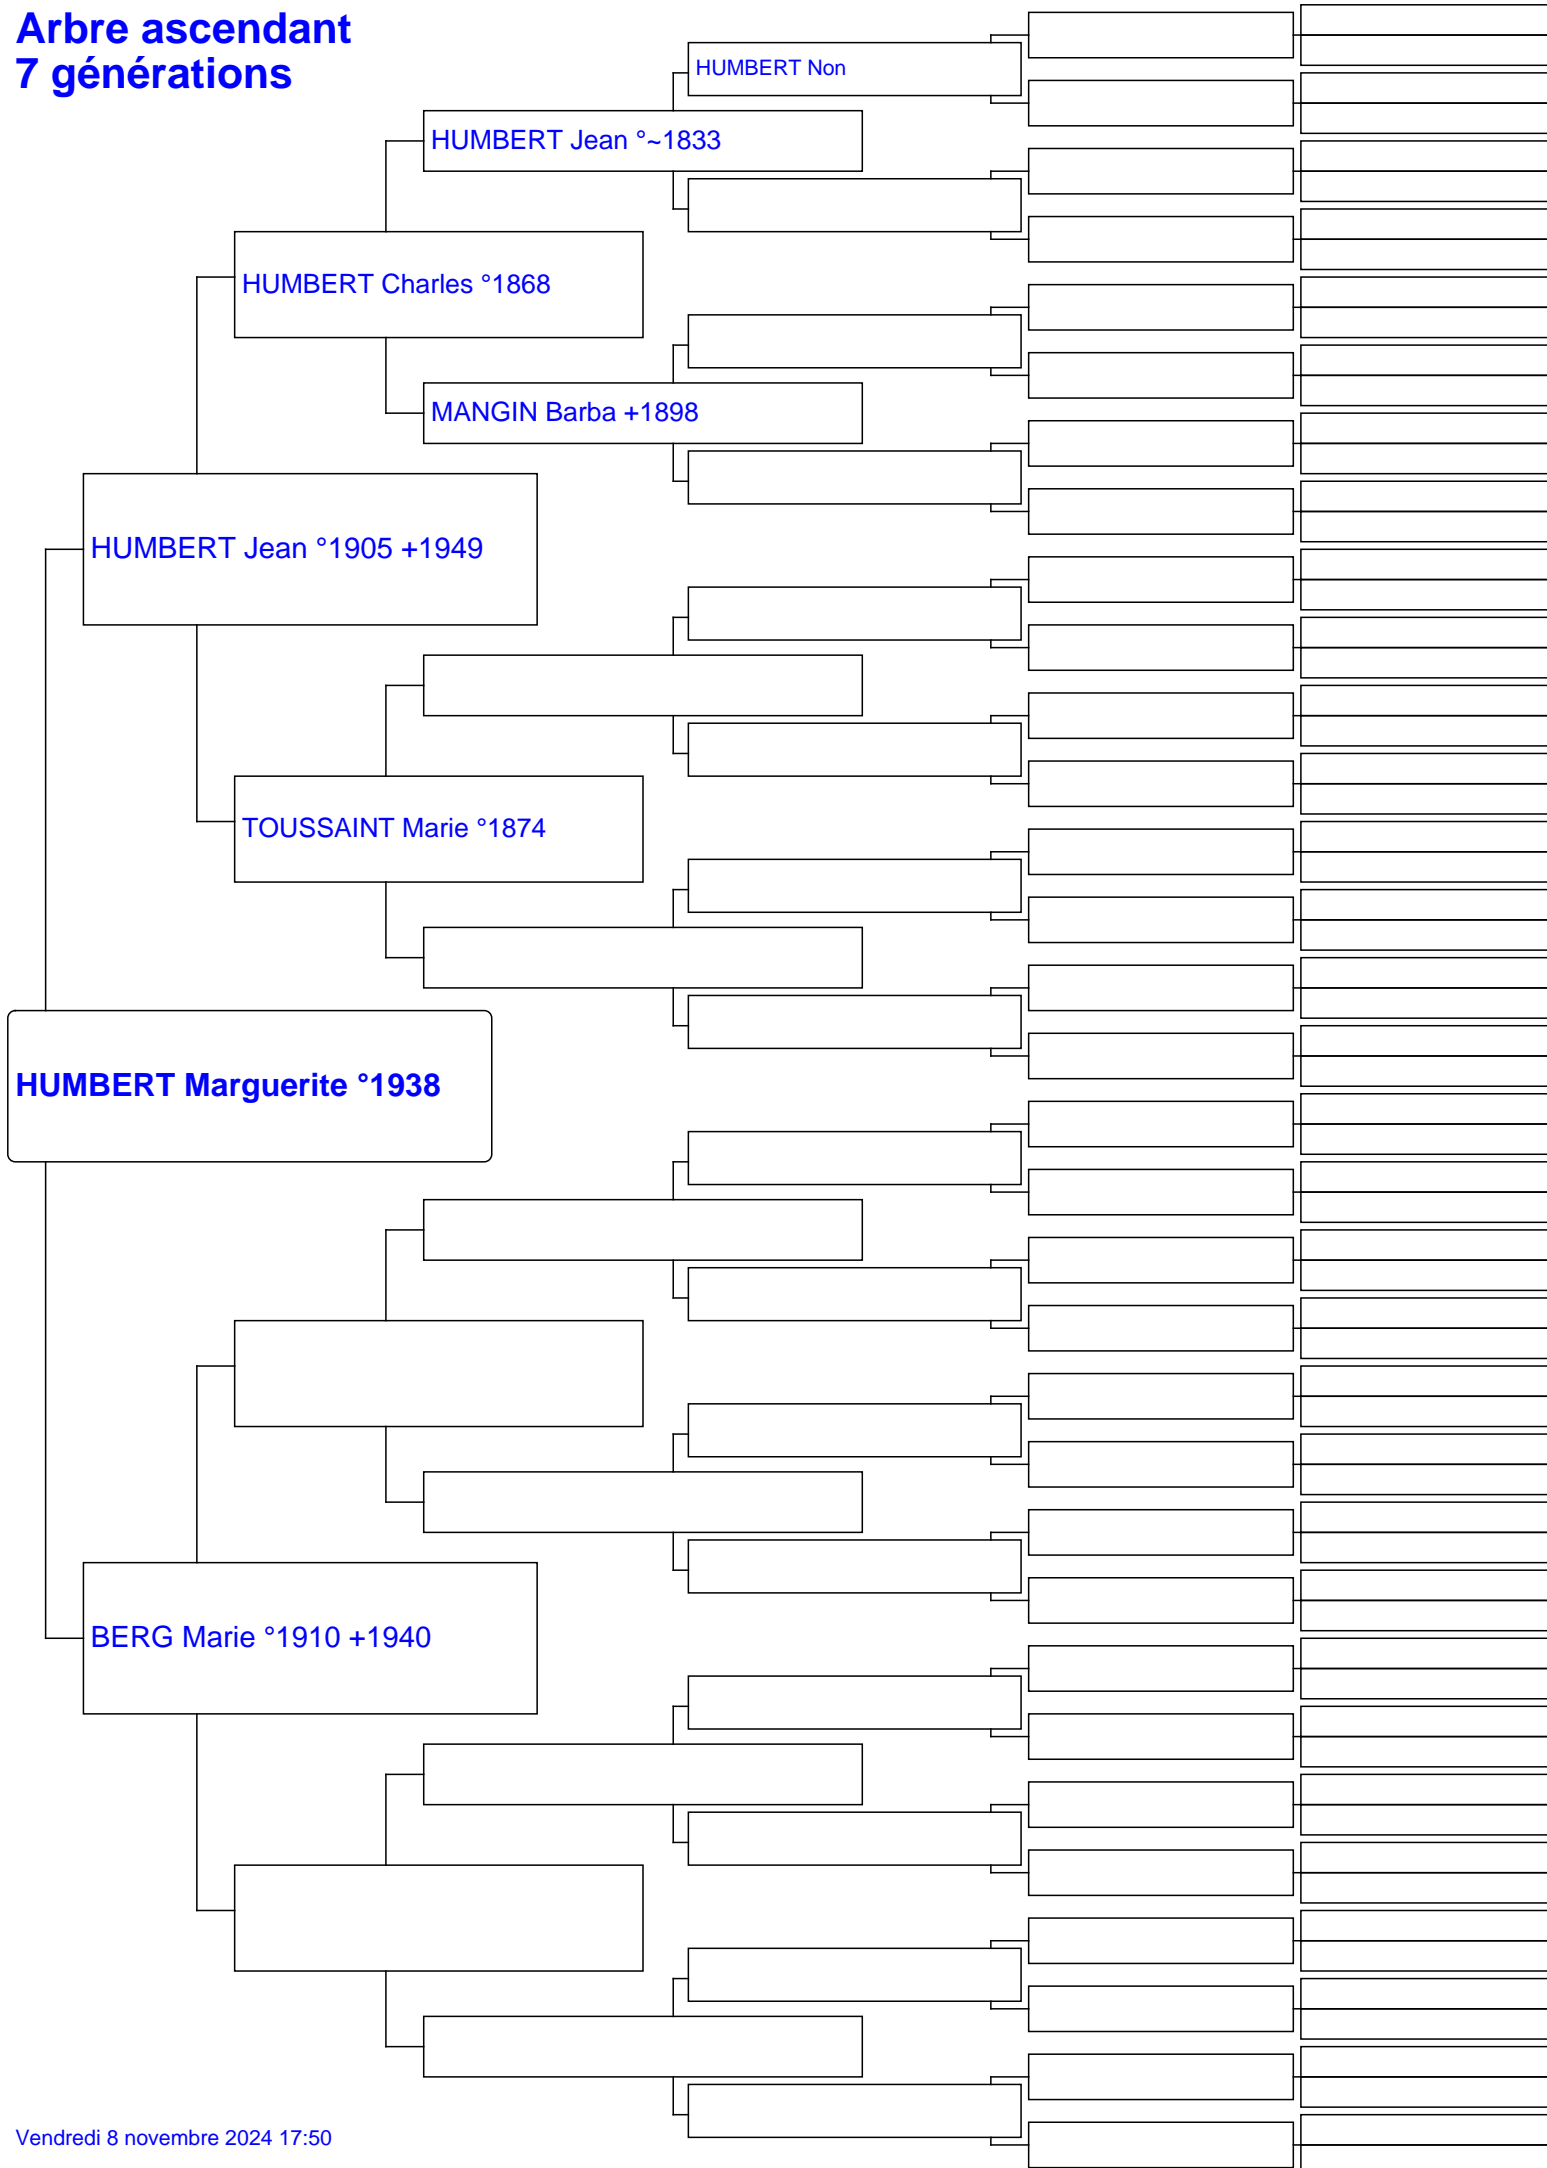 Arbre ascendant
7 générations
HUMBERT Non
HUMBERT Jean °~1833
HUMBERT Charles °1868
MANGIN Barba +1898
HUMBERT Jean °1905 +1949
TOUSSAINT Marie °1874
HUMBERT Marguerite °1938
BERG Marie °1910 +1940
Vendredi 8 novembre 2024 17:50